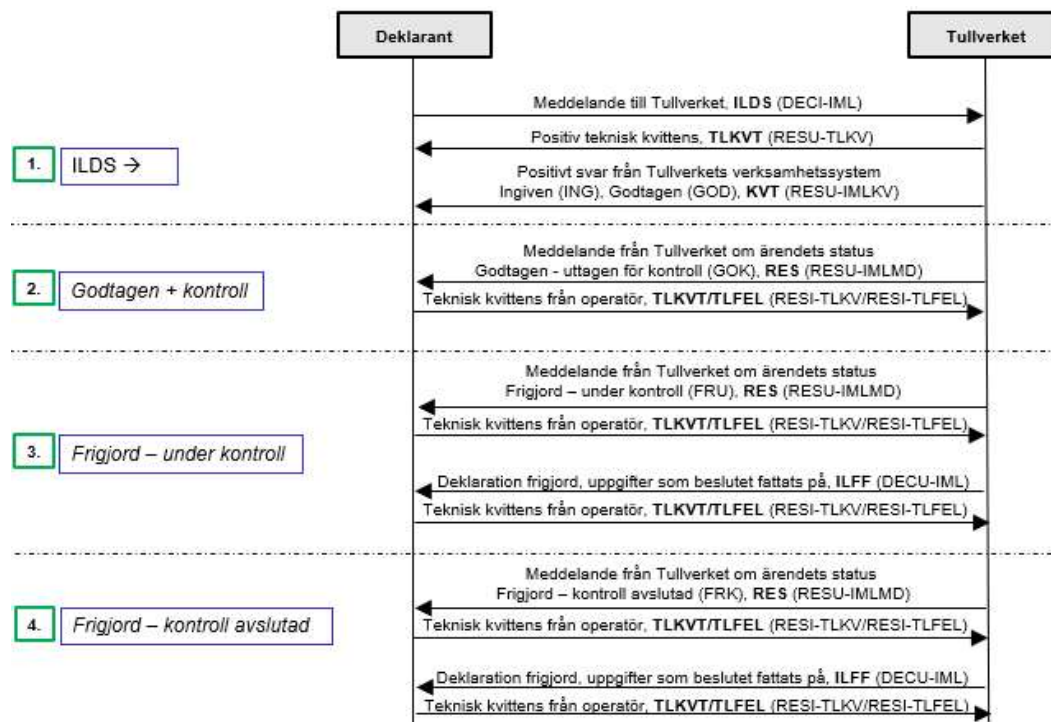 Deklarant
Tullverket
Meddelande till Tullverket, ILDS (DECI-IML)
Positiv teknisk kvittens, TLKVT (RESU-TLKV)
1.
ILDS →
Positivt svar från Tullverkets verksamhetssystem
Ingiven (ING), Godtagen (GOD), KVT (RESU-IMLKV)
Meddelande från Tullverket om ärendets status
Godtagen - uttagen för kontroll (GOK), RES (RESU-IMLMD)
2.
Godtagen + kontroll
Teknisk kvittens från operatör, TLKVT/TLFEL (RESI-TLKV/RESI-TLFEL)
Meddelande från Tullverket om ärendets status
Frigjord – under kontroll (FRU), RES (RESU-IMLMD)
Teknisk kvittens från operatör, TLKVT/TLFEL (RESI-TLKV/RESI-TLFEL)
3.
Frigjord – under kontroll
Deklaration frigjord, uppgifter som beslutet fattats på, ILFF (DECU-IML)
Teknisk kvittens från operatör, TLKVT/TLFEL (RESI-TLKV/RESI-TLFEL)
Meddelande från Tullverket om ärendets status
Frigjord – kontroll avslutad (FRK), RES (RESU-IMLMD)
4.
Frigjord – kontroll avslutad
Teknisk kvittens från operatör, TLKVT/TLFEL (RESI-TLKV/RESI-TLFEL)
Deklaration frigjord, uppgifter som beslutet fattats på, ILFF (DECU-IML)
Teknisk kvittens från operatör, TLKVT/TLFEL (RESI-TLKV/RESI-TLFEL)